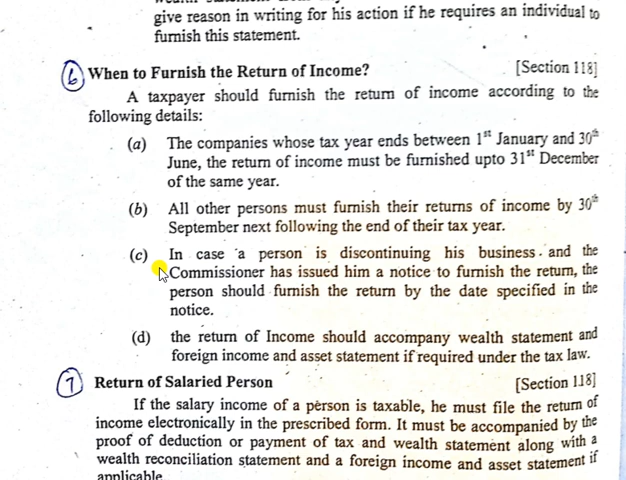 give reason in writing for his action if he requires an individual to
furnish this statement.
6 When to Furnish the Return of Income? [Section 118]
A taxpayer should furnish the return of income according to the
following details:
(a) The companies whose tax year ends between 1st January and 30th
June, the return of income must be furnished upto 31st December
of the same year.
(b) All other persons must furnish their returns of income by 30th
September next following the end of their tax year.
(c) In case a person is discontinuing his business and the
Commissioner has issued him a notice to furnish the return, the
person should furnish the return by the date specified in the
notice.
(d) the return of Income should accompany wealth statement and
foreign income and asset statement if required under the tax law.
7 Return of Salaried Person [Section 118]
If the salary income of a person is taxable, he must file the return of
income electronically in the prescribed form. It must be accompanied by the
proof of deduction or payment of tax and wealth statement along with a
wealth reconciliation statement and a foreign income and asset statement if
applicable